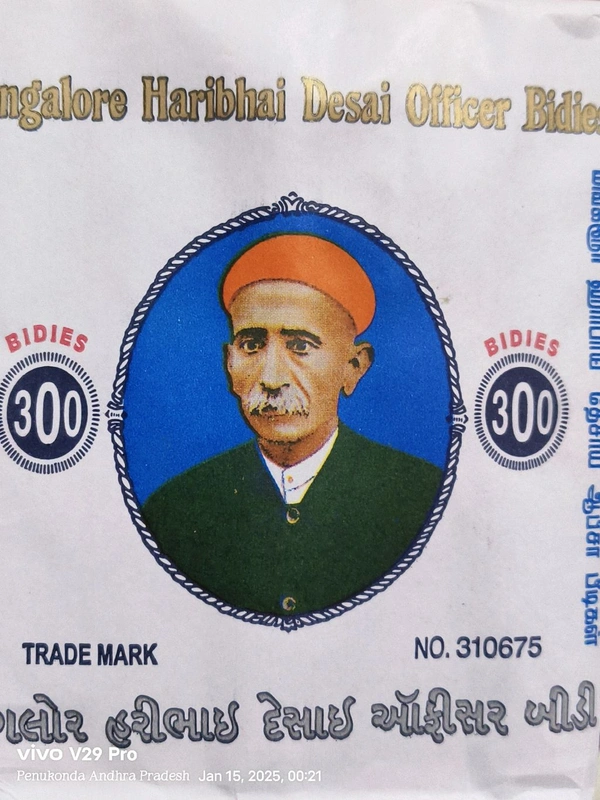 ngalore Haribhai Desai Officer Bidies
BIDIES
300
BIDIES
300
TRADE MARK
NO. 310675
ગલોર હરીભાઇ દેસાઇ ઑફીસર બીડી
vivo V29 Pro
Penukonda Andhra Pradesh Jan 15, 2025, 00:21